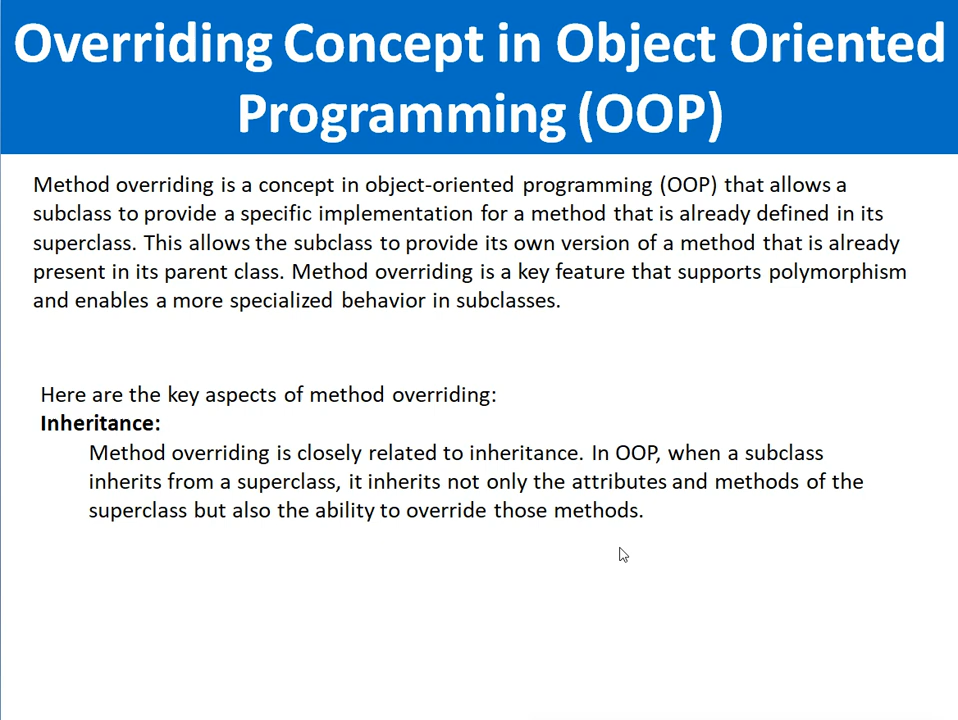 Overriding Concept in Object Oriented
Programming (OOP)
Method overriding is a concept in object-oriented programming (OOP) that allows a
subclass to provide a specific implementation for a method that is already defined in its
superclass. This allows the subclass to provide its own version of a method that is already
present in its parent class. Method overriding is a key feature that supports polymorphism
and enables a more specialized behavior in subclasses.
Here are the key aspects of method overriding:
Inheritance:
Method overriding is closely related to inheritance. In OOP, when a subclass
inherits from a superclass, it inherits not only the attributes and methods of the
superclass but also the ability to override those methods.